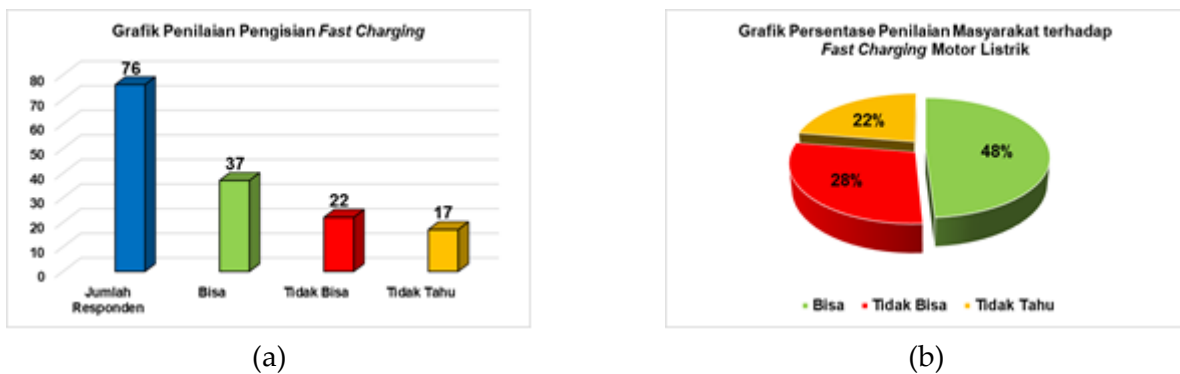 Grafik Penilaian Pengisian Fast Charging
76
37
22
17
80
70
60
50
40
30
20
10
0
Jumlah
Responden
Bisa
Tidak Bisa
Tidak Tahu
(a)
Grafik Persentase Penilaian Masyarakat terhadap
Fast Charging Motor Listrik
22%
48%
28%
Bisa Tidak Bisa Tidak Tahu
(b)